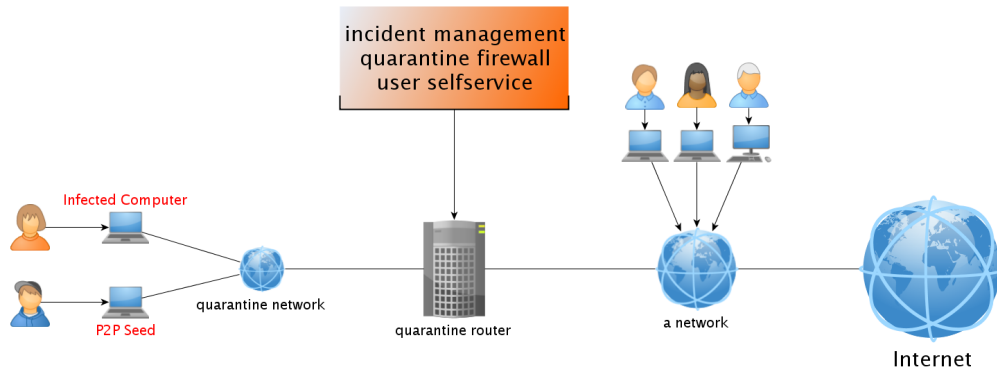 incident management
quarantine firewall
user selfservice
Infected Computer
quarantine network
P2P Seed
quarantine router
a network
Internet